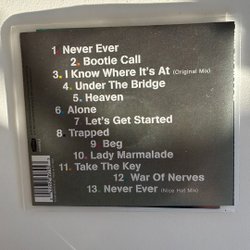 1 Never Ever
2. Bootle Call
3. I Know Where It's At (Original Mix)
4. Under The Bridge
5. Heaven
6 Alone
7 Let's Get Started
8 Trapped
9 Beg
10. Lady Marmalade
11. Take The Key
12 War Of Nerves
13. Never Ever (Nice Hat Mix)